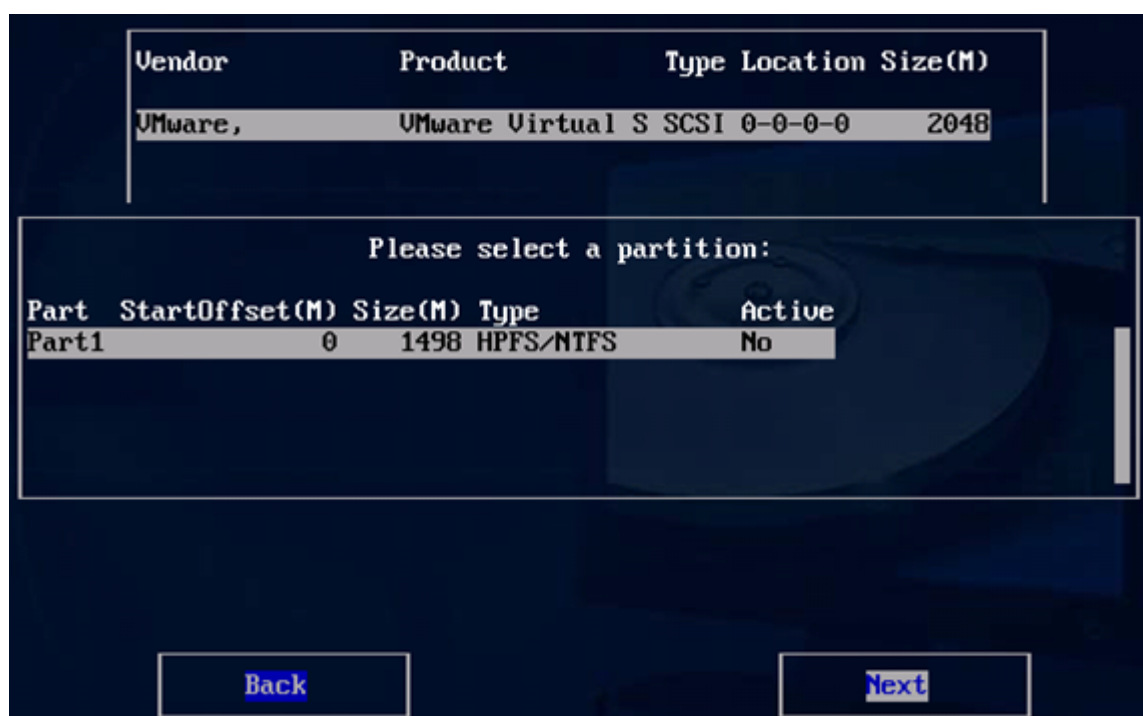 Vendor Product Type Location Size(M)
VMware, VMware Virtual S SCSI 0-0-0-0 2048
Please select a partition:
Part StartOffset(M) Size(M) Type Active
Part1 0 1498 HPFS/NTFS No
Back Next